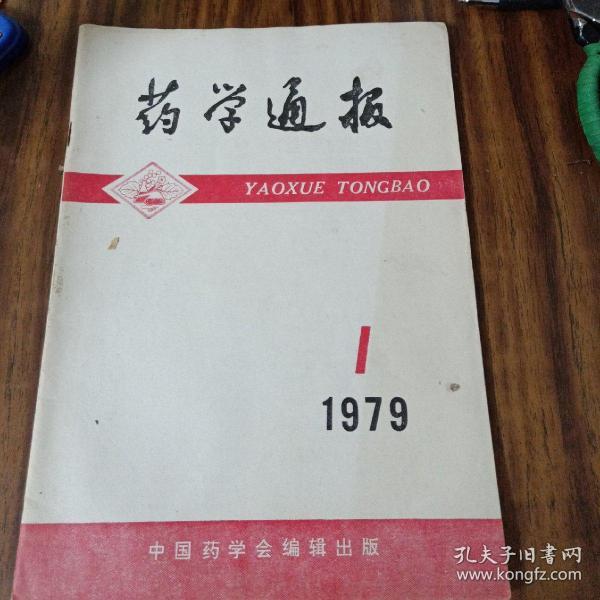 药学通报
YAOXUE TONGBAO
1
1979
中国药学会编辑出版
孔夫子旧书网
www.kongfz.com